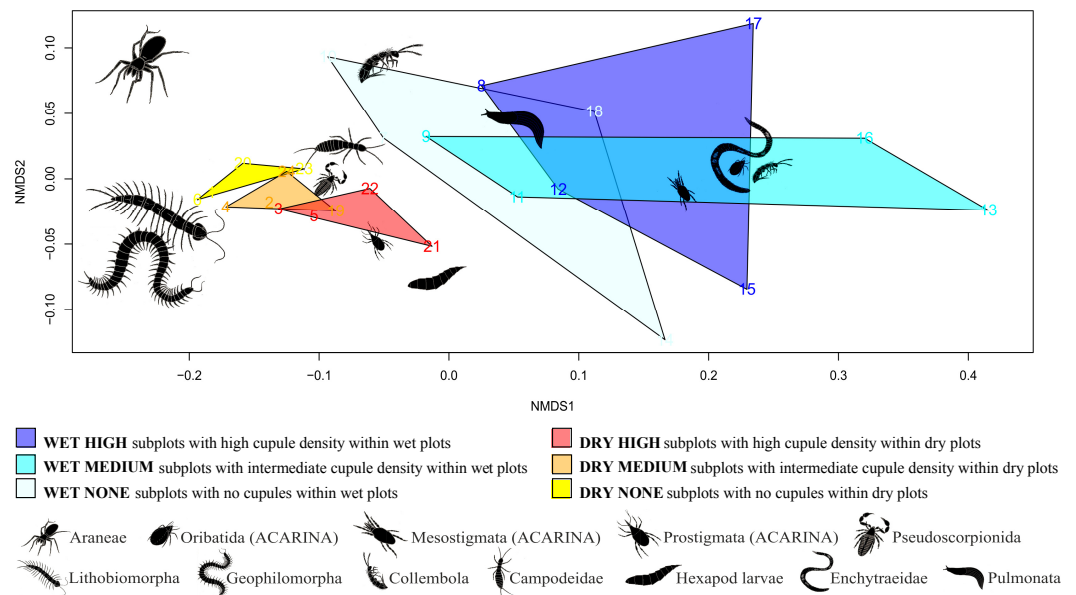 17
0.10
8
18
0.05
9
16
NMDS2
20
23
0.00
22
12
6
11
2
4
3
5
13
21
−0.05
15
−0.10
−0.2 −0.1 0.0 0.1 0.2 0.3 0.4
NMDS1
WET HIGH subplots with high cupule density within wet plots
DRY HIGH subplots with high cupule density within dry plots
WET MEDIUM subplots with intermediate cupule density within wet plots
DRY MEDIUM subplots with intermediate cupule density within dry plots
WET NONE subplots with no cupules within wet plots
DRY NONE subplots with no cupules within dry plots
Araneae Oribatida (ACARINA) Mesostigmata (ACARINA) Prostigmata (ACARINA) Pseudoscorpionida
Lithobiomorpha Geophilomorpha Collembola Campodeidae Hexapod larvae Enchytraeidae Pulmonata